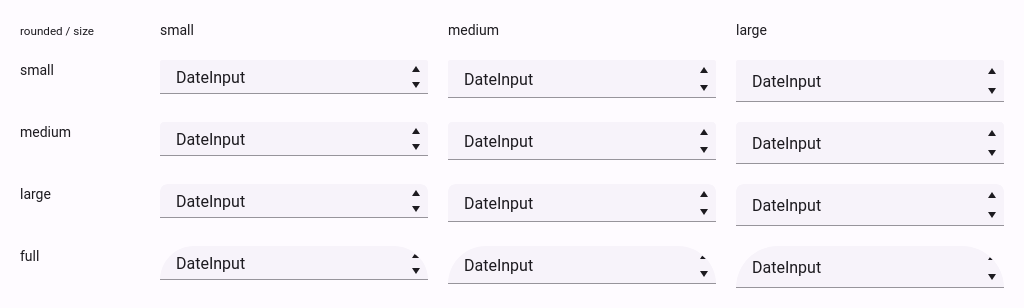 rounded / size small medium large
small DateInput DateInput DateInput
medium DateInput DateInput DateInput
large DateInput DateInput DateInput
full DateInput DateInput DateInput